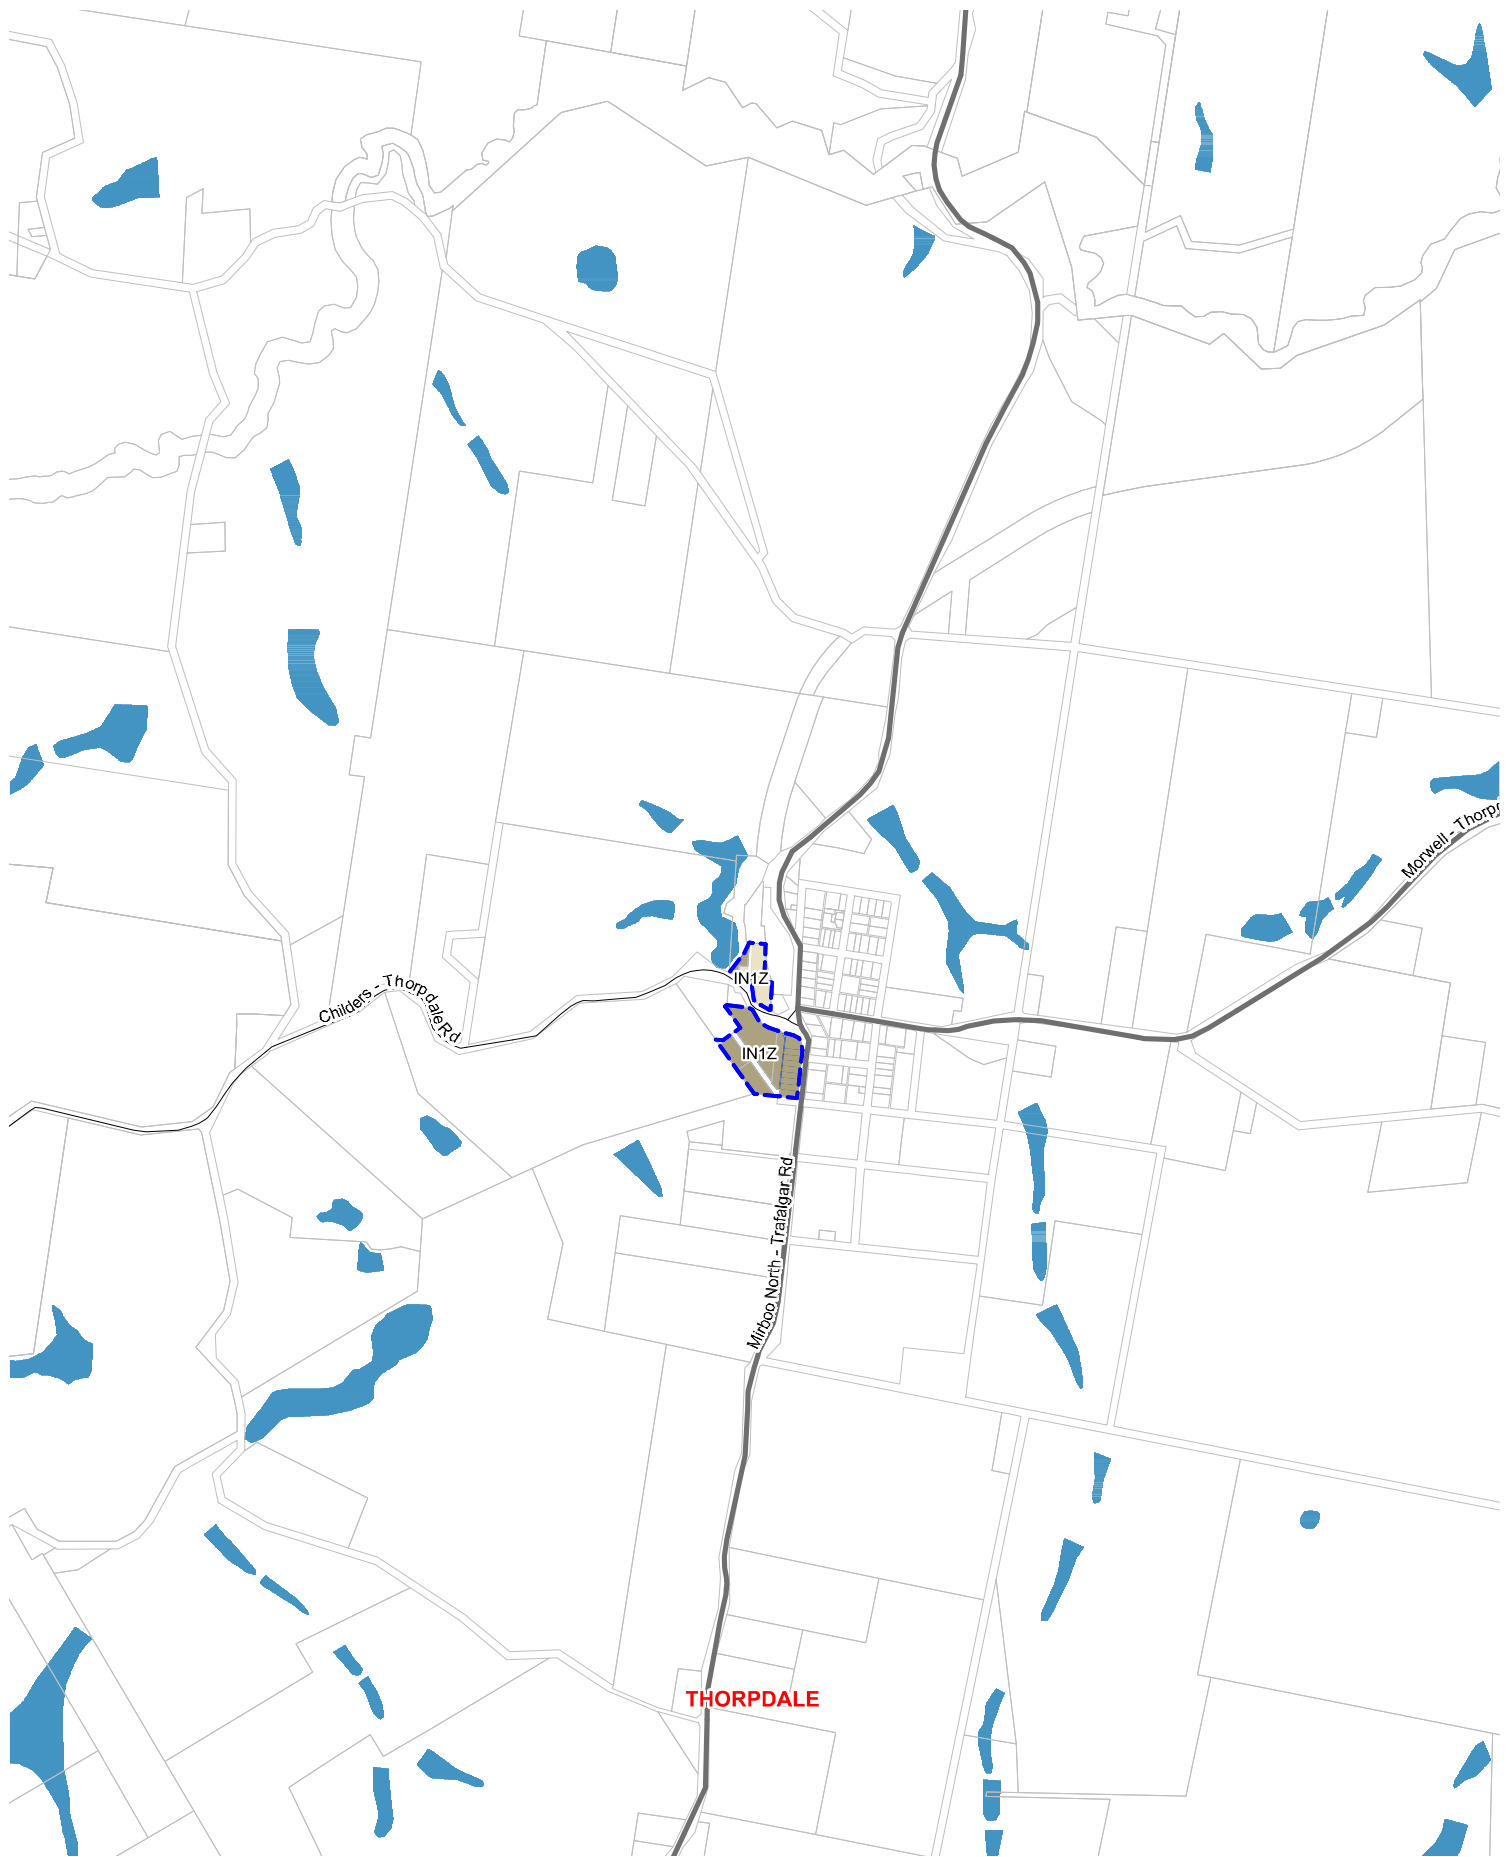 Morwell - Thorpd
IN1Z
Childers - Thorpdale Rd
IN1Z
Mirboo North - Trafalgar Rd
THORPDALE